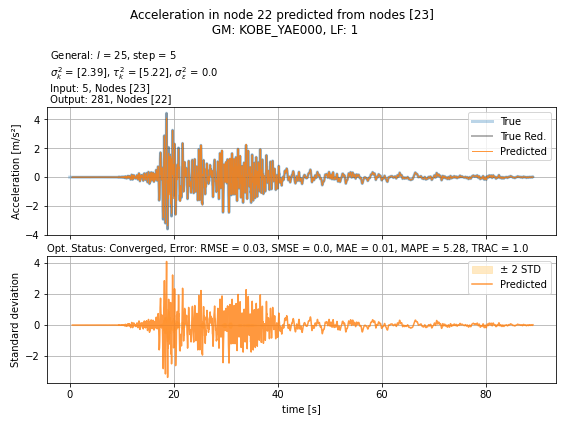 Acceleration in node 22 predicted from nodes [23]
GM: KOBE_YAE000, LF: 1
General: l = 25, step = 5
σ²ₖ = [2.39], τ²ₖ = [5.22], σ²ε = 0.0
Input: 5, Nodes [23]
Output: 281, Nodes [22]
Acceleration [m/s²]
4
2
0
−2
−4
True
True Red.
Predicted
Opt. Status: Converged, Error: RMSE = 0.03, SMSE = 0.0, MAE = 0.01, MAPE = 5.28, TRAC = 1.0
Standard deviation
4
2
0
−2
± 2 STD
Predicted
0
20
40
60
80
time [s]